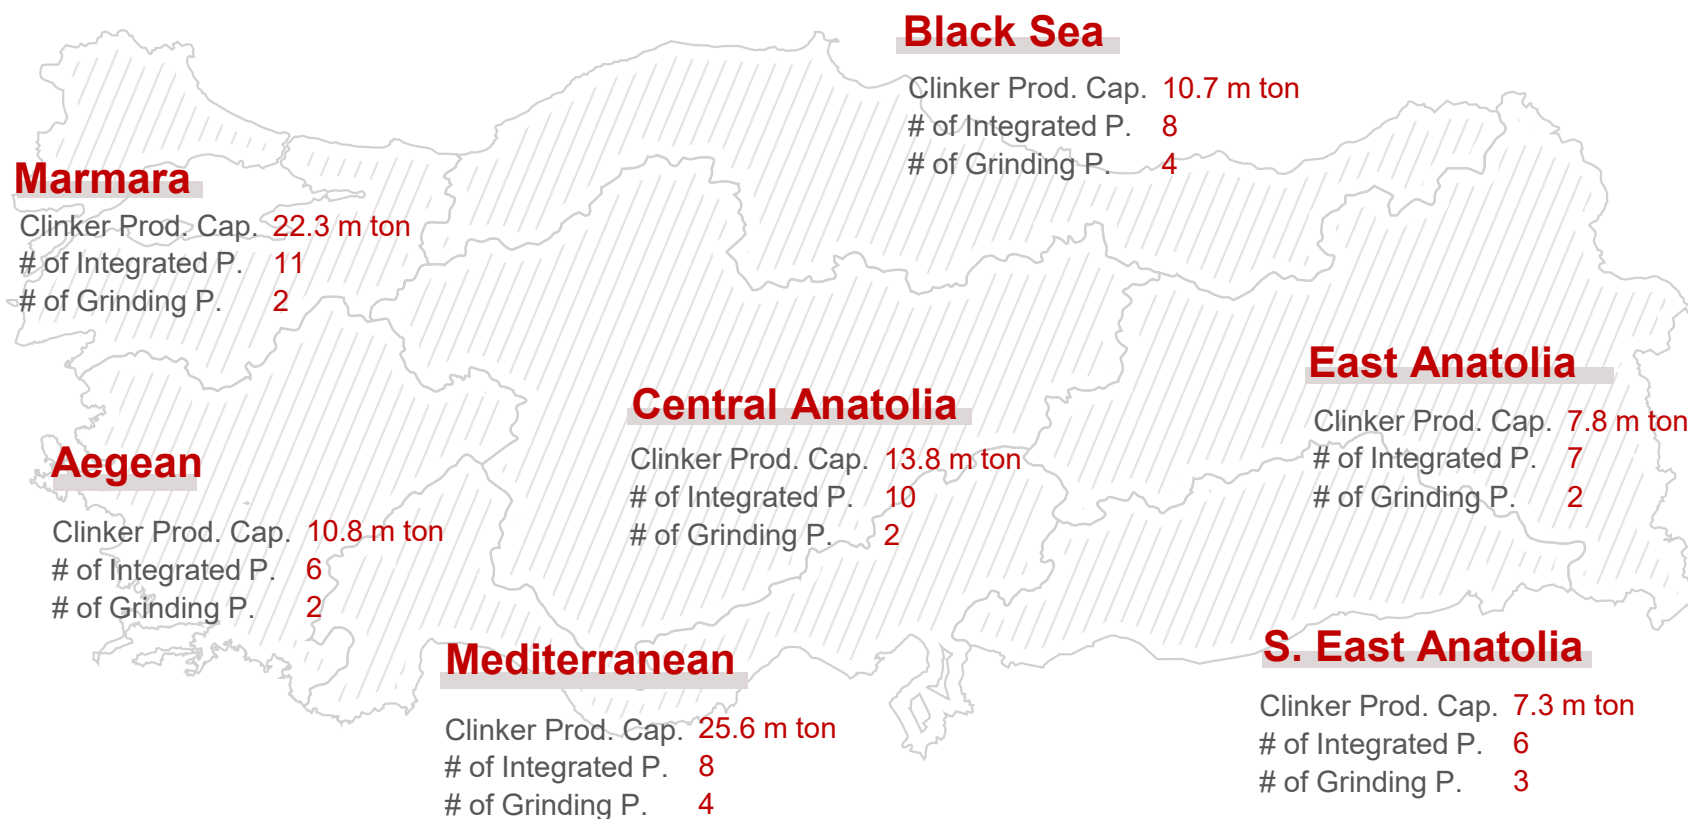 Black Sea
Clinker Prod. Cap. 10.7 m ton
# of Integrated P. 8
# of Grinding P. 4
Marmara
Clinker Prod. Cap. 22.3 m ton
# of Integrated P. 11
# of Grinding P. 2
East Anatolia
Clinker Prod. Cap. 7.8 m ton
# of Integrated P. 7
# of Grinding P. 2
Central Anatolia
Clinker Prod. Cap. 13.8 m ton
# of Integrated P. 10
# of Grinding P. 2
Aegean
Clinker Prod. Cap. 10.8 m ton
# of Integrated P. 6
# of Grinding P. 2
Mediterranean
Clinker Prod. Cap. 25.6 m ton
# of Integrated P. 8
# of Grinding P. 4
S. East Anatolia
Clinker Prod. Cap. 7.3 m ton
# of Integrated P. 6
# of Grinding P. 3